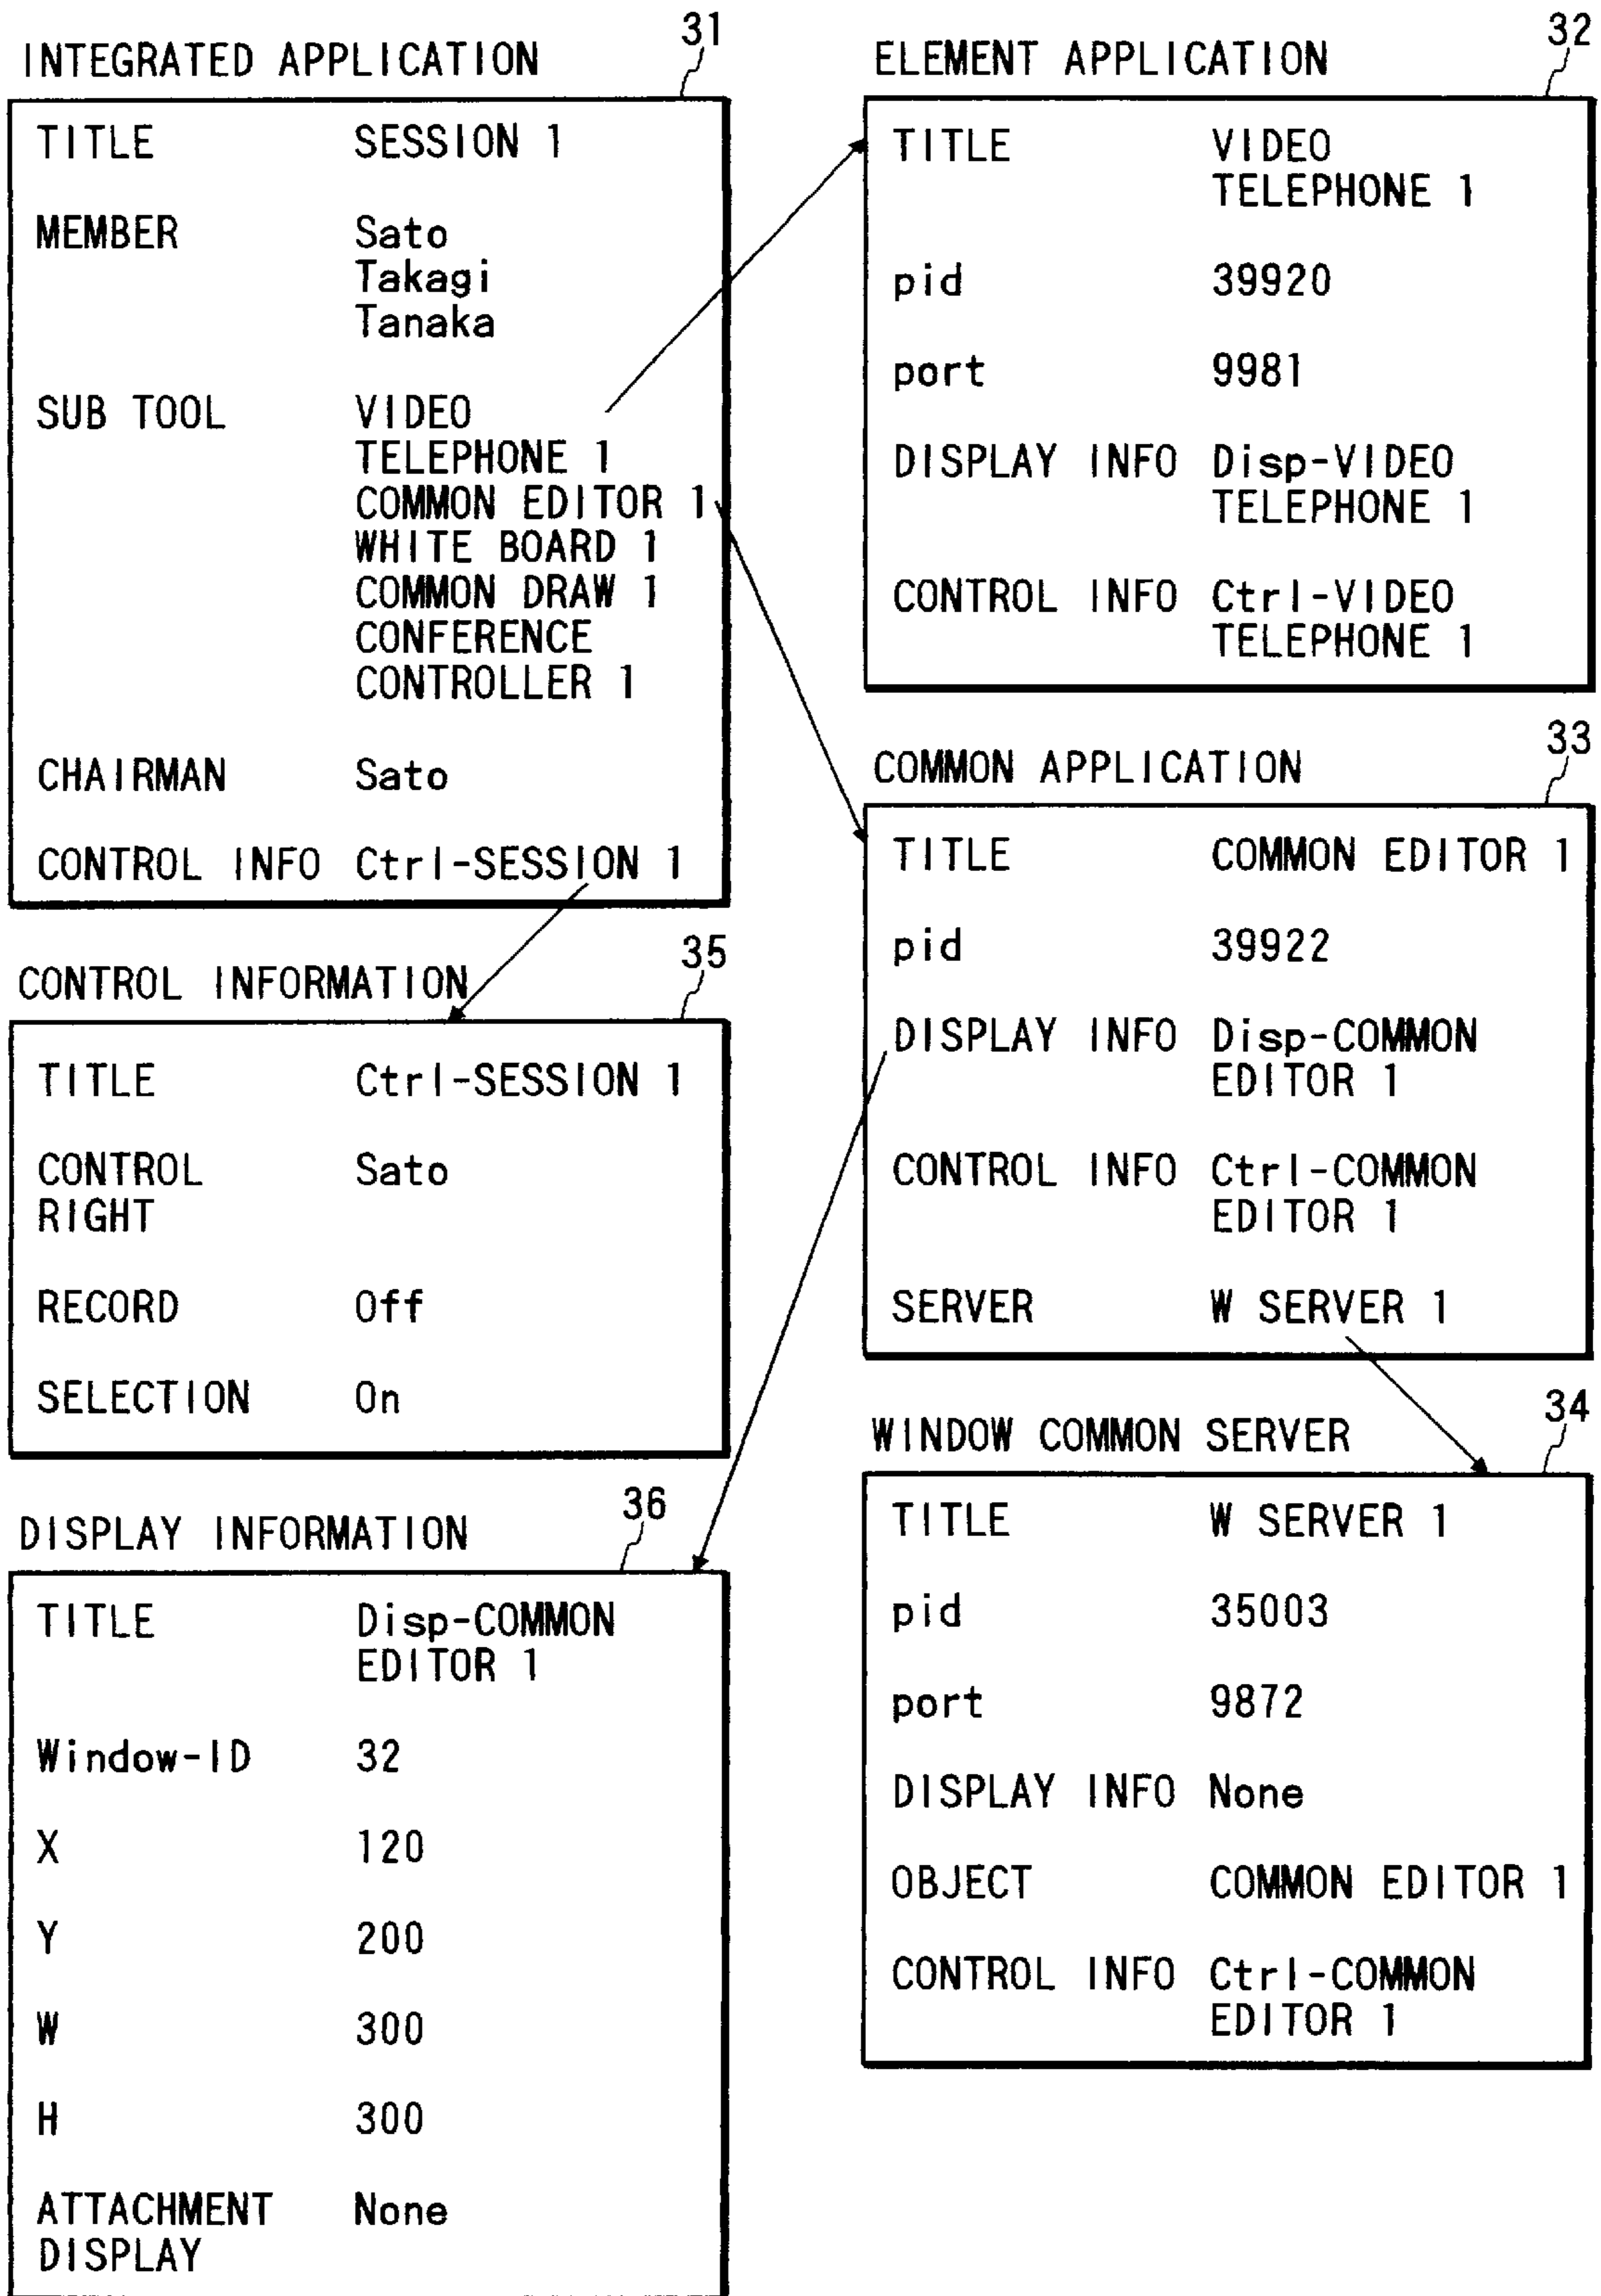 31
INTEGRATED APPLICATION
TITLE SESSION 1
MEMBER Sato
Takagi
Tanaka
SUB TOOL VIDEO
TELEPHONE 1
COMMON EDITOR 1
WHITE BOARD 1
COMMON DRAW 1
CONFERENCE
CONTROLLER 1
CHAIRMAN Sato
CONTROL INFO Ctrl-SESSION 1
32
ELEMENT APPLICATION
TITLE VIDEO
TELEPHONE 1
pid 39920
port 9981
DISPLAY INFO Disp-VIDEO
TELEPHONE 1
CONTROL INFO Ctrl-VIDEO
TELEPHONE 1
33
COMMON APPLICATION
TITLE COMMON EDITOR 1
pid 39922
DISPLAY INFO Disp-COMMON
EDITOR 1
CONTROL INFO Ctrl-COMMON
EDITOR 1
SERVER W SERVER 1
35
CONTROL INFORMATION
TITLE Ctrl-SESSION 1
CONTROL Sato
RIGHT
RECORD Off
SELECTION On
34
WINDOW COMMON SERVER
TITLE W SERVER 1
pid 35003
port 9872
DISPLAY INFO None
OBJECT COMMON EDITOR 1
CONTROL INFO Ctrl-COMMON
EDITOR 1
36
DISPLAY INFORMATION
TITLE Disp-COMMON
EDITOR 1
Window-ID 32
X 120
Y 200
W 300
H 300
ATTACHMENT None
DISPLAY